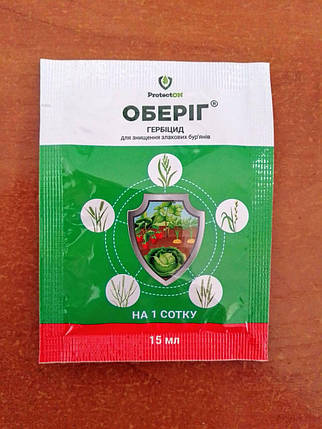 ProtectON
ОБЕРІГ®
ГЕРБІЦИД
для знищення злакових бур'янів
НА 1 СОТКУ
15 мл